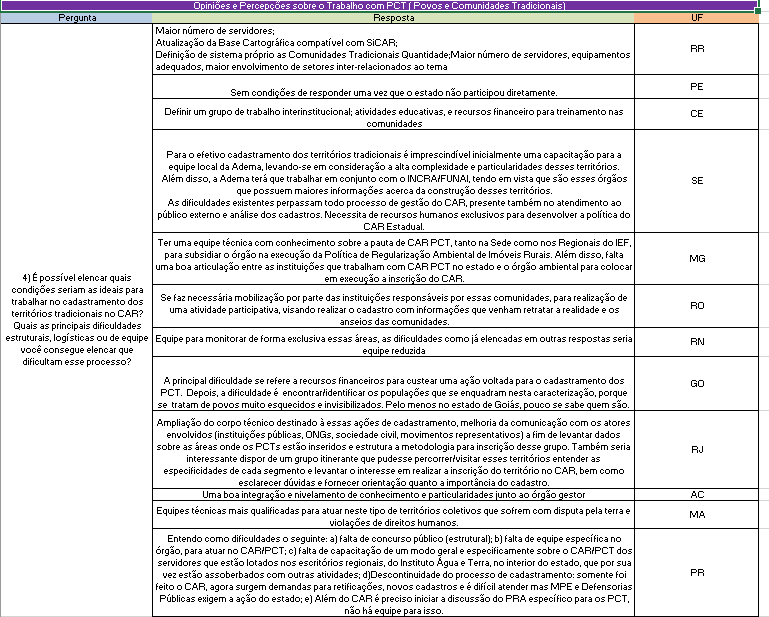 Opiniões e Percepções sobre o Trabalho com PCT ( Povos e Comunidades Tradicionais)
Pergunta
Resposta
UF
4) É possível elencar quais
condições seriam as ideais para
trabalhar no cadastramento dos
territórios tradicionais no CAR?
Quais as principais dificuldades
estruturais, logísticas ou de equipe
você consegue elencar que
dificultam esse processo?
Maior número de servidores;
Atualização da Base Cartográfica compatível com SiCAR;
Definição de sistema próprio as Comunidades Tradicionais Quantidade;Maior número de servidores, equipamentos
adequados, maior envolvimento de setores inter-relacionados ao tema
RR
Sem condições de responder uma vez que o estado não participou diretamente.
PE
Definir um grupo de trabalho interinstitucional; atividades educativas, e recursos financeiro para treinamento nas
comunidades
CE
Para o efetivo cadastramento dos territórios tradicionais é imprescindível inicialmente uma capacitação para a
equipe local da Adema, levando-se em consideração a alta complexidade e particularidades desses territórios.
Além disso, a Adema terá que trabalhar em conjunto com o INCRA/FUNAI, tendo em vista que são esses órgãos
que possuem maiores informações acerca da construção desses territórios.
As dificuldades existentes perpassam todo processo de gestão do CAR, presente também no atendimento ao
público externo e análise dos cadastros. Necessita de recursos humanos exclusivos para desenvolver a política do
CAR Estadual.
SE
Ter uma equipe técnica com conhecimento sobre a pauta de CAR PCT, tanto na Sede como nos Regionais do IEF,
para subsidiar o órgão na execução da Política de Regularização Ambiental de Imóveis Rurais. Além disso, falta
uma boa articulação entre as instituições que trabalham com CAR PCT no estado e o órgão ambiental para colocar
em execução a inscrição do CAR.
MG
Se faz necessária mobilização por parte das instituições responsáveis por essas comunidades, para realização de
uma atividade participativa, visando realizar o cadastro com informações que venham retratar a realidade e os
anseios das comunidades.
RO
Equipe para monitorar de forma exclusiva essas áreas, as dificuldades como já elencadas em outras respostas seria
equipe reduzida
RN
A principal dificuldade se refere a recursos financeiros para custear uma ação voltada para o cadastramento dos
PCT. Depois, a dificuldade é encontrar/identificar os populações que se enquadram nesta caracterização, porque
se tratam de povos muito esquecidos e invisibilizados. Pelo menos no estado de Goiás, pouco se sabe quem são.
GO
Ampliação do corpo técnico destinado à essas ações de cadastramento, melhoria da comunicação com os atores
envolvidos (instituições públicas, ONGs, sociedade civil, movimentos representativos) a fim de levantar dados
sobre as áreas onde os PCTs estão inseridos e estrutura a metodologia para inscrição desse grupo. Também seria
interessante dispor de um grupo itinerante que pudesse percorrer/visitar esses territórios entender as
especificidades de cada segmento e levantar o interesse em realizar a inscrição do território no CAR, bem como
esclarecer dúvidas e fornecer orientação quanto a importância do cadastro.
RJ
Uma boa integração e nivelamento de conhecimento e particularidades junto ao órgão gestor
AC
Equipes técnicas mais qualificadas para atuar neste tipo de territórios coletivos que sofrem com disputa pela terra e
violações de direitos humanos.
MA
Entendo como dificuldades o seguinte: a) falta de concurso público (estrutural); b) falta de equipe específica no
órgão, para atuar no CAR/PCT; c) falta de capacitação de um modo geral e especificamente sobre o CAR/PCT dos
servidores que estão lotados nos escritórios regionais, do Instituto Água e Terra, no interior do estado, que por sua
vez estão assoberbados com outras atividades; d)Descontinuidade do processo de cadastramento: somente foi
feito o CAR, agora surgem demandas para retificações, novos cadastros e é difícil atender mas MPE e Defensorias
Públicas exigem a ação do estado; e) Além do CAR é preciso iniciar a discussão do PRA específico para os PCT,
não há equipe para isso.
PR